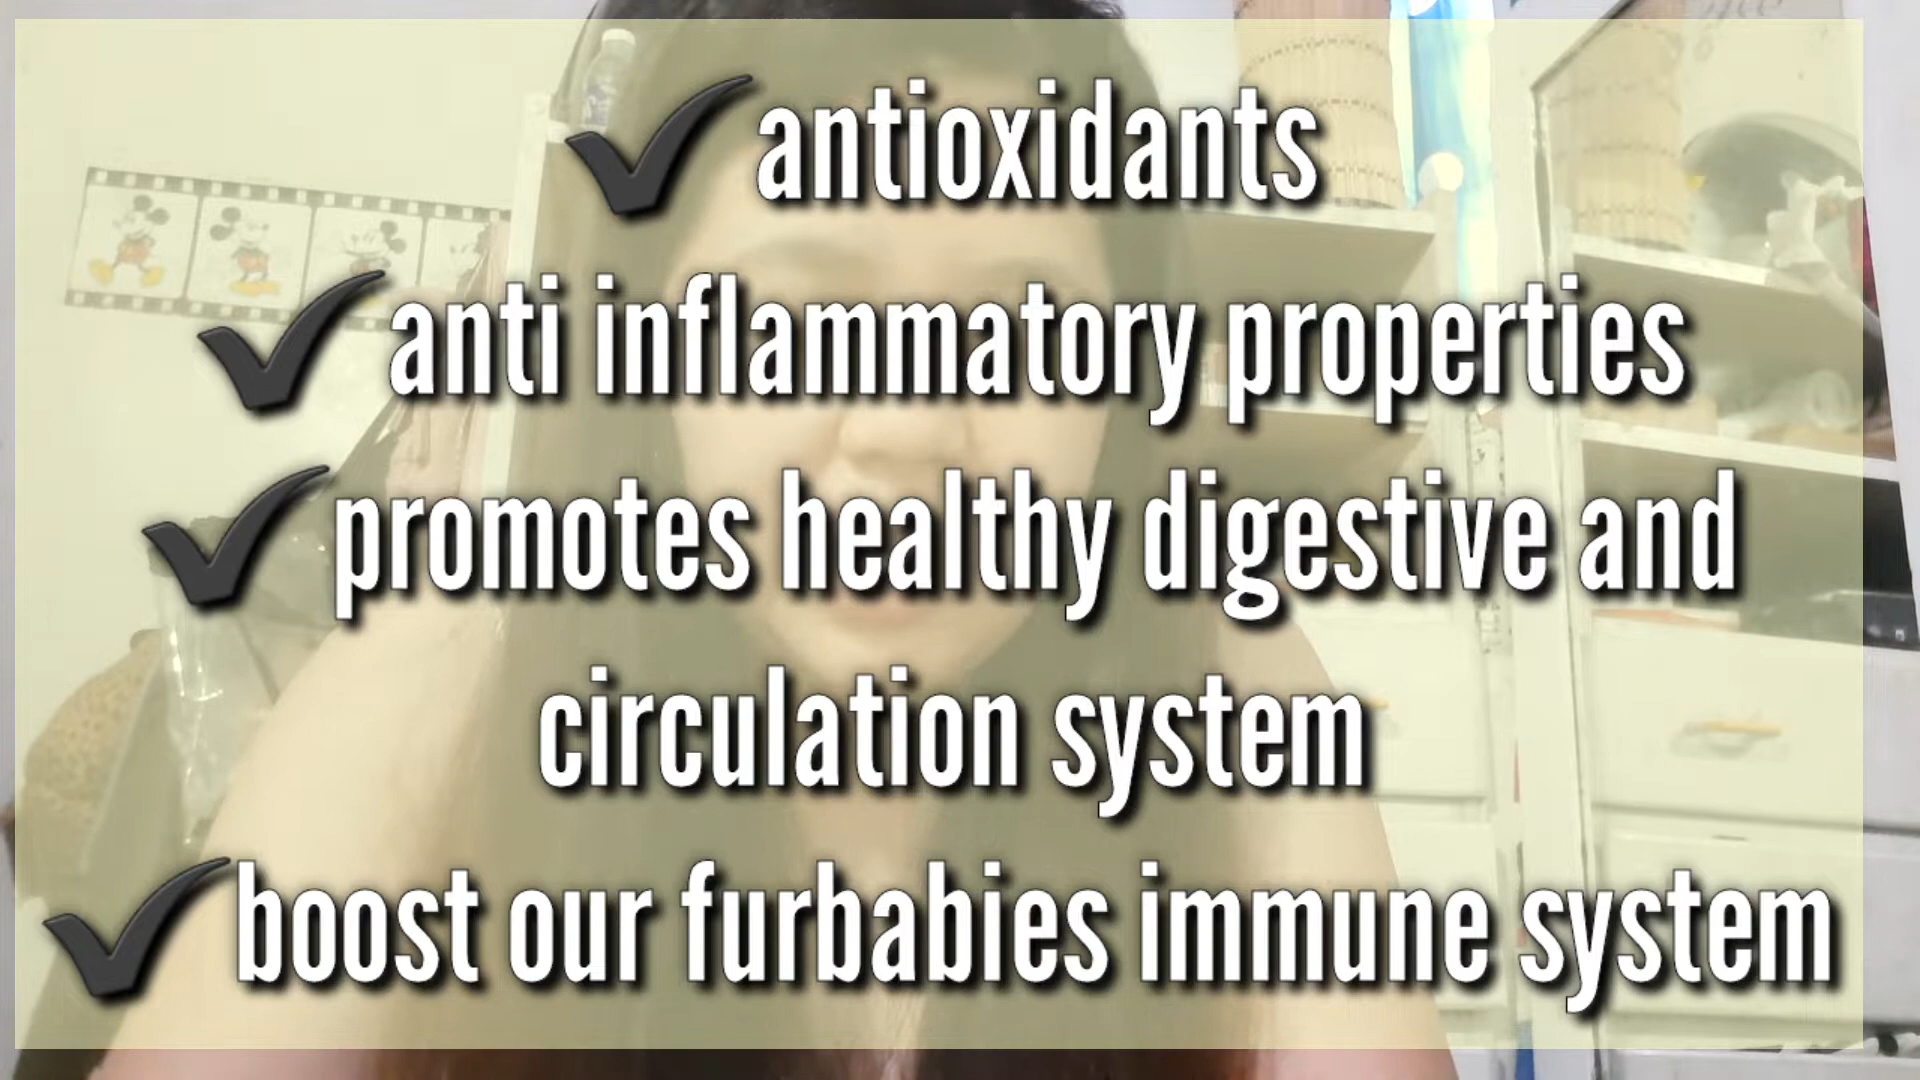 ✔ antioxidants
✔ anti inflammatory properties
✔ promotes healthy digestive and
circulation system
✔ boost our furbabies immune system